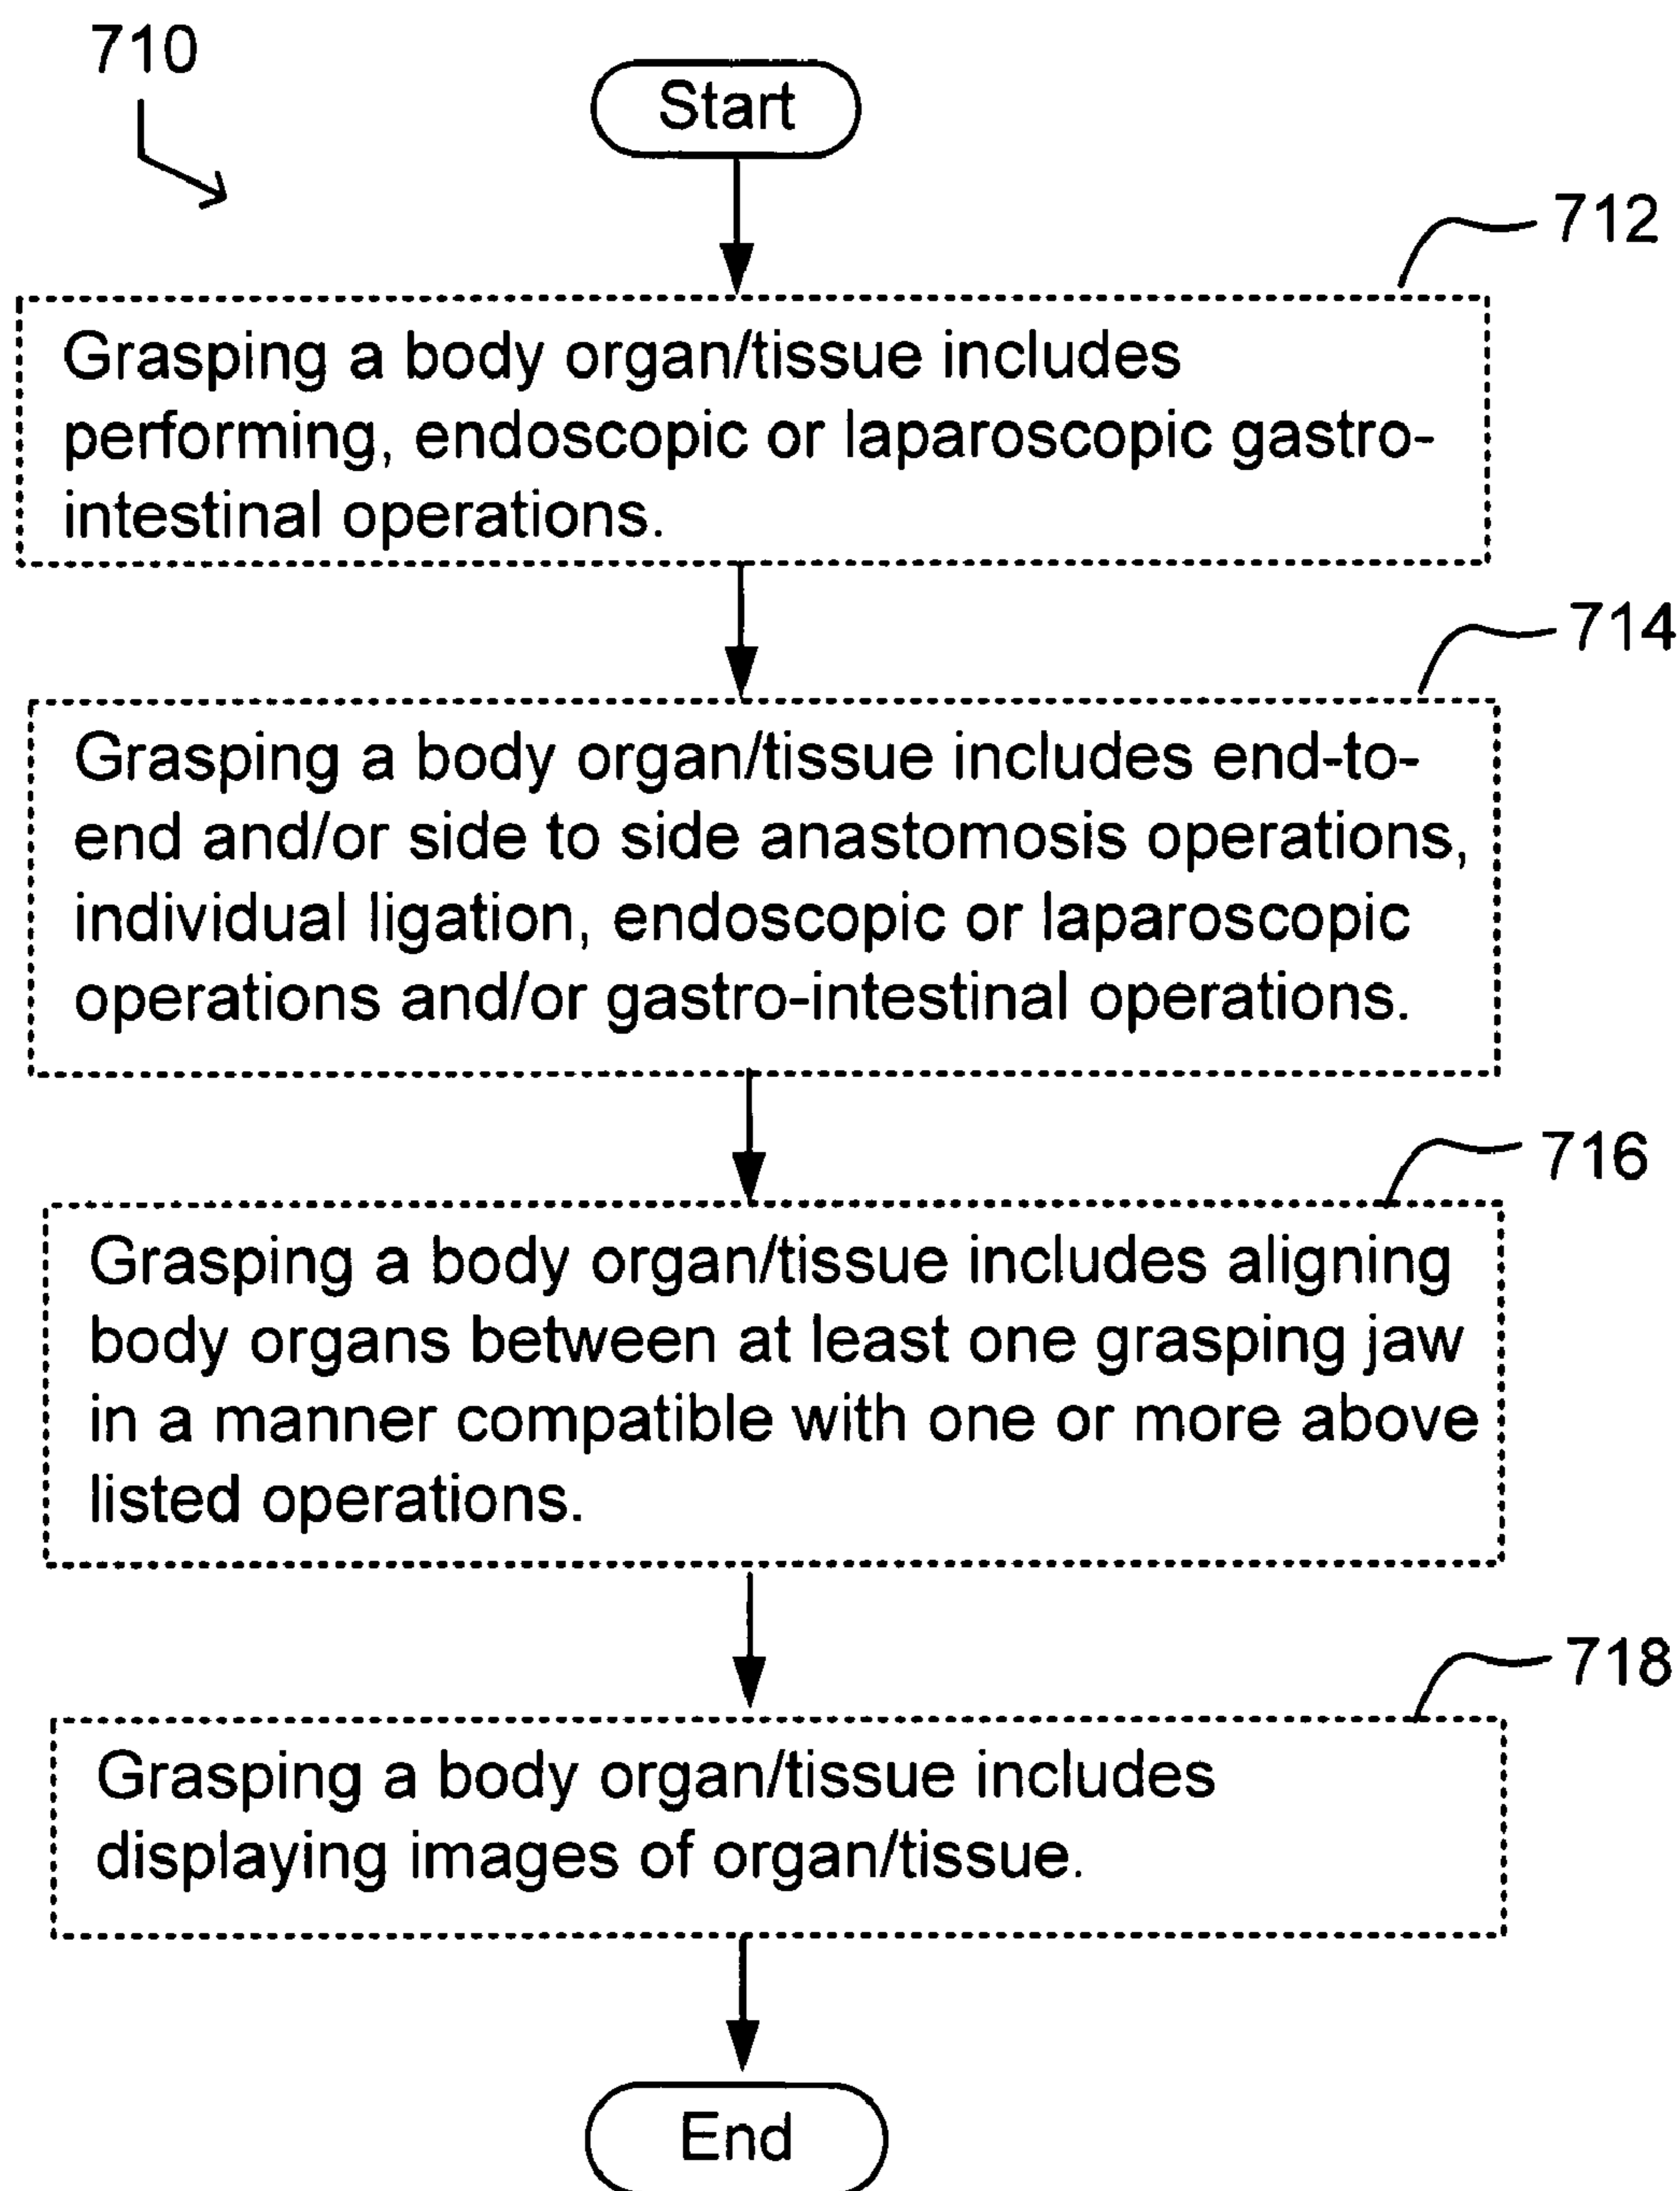 710
Start
712
Grasping a body organ/tissue includes
performing, endoscopic or laparoscopic gastro-
intestinal operations.
714
Grasping a body organ/tissue includes end-to-
end and/or side to side anastomosis operations,
individual ligation, endoscopic or laparoscopic
operations and/or gastro-intestinal operations.
716
Grasping a body organ/tissue includes aligning
body organs between at least one grasping jaw
in a manner compatible with one or more above
listed operations.
718
Grasping a body organ/tissue includes
displaying images of organ/tissue.
End